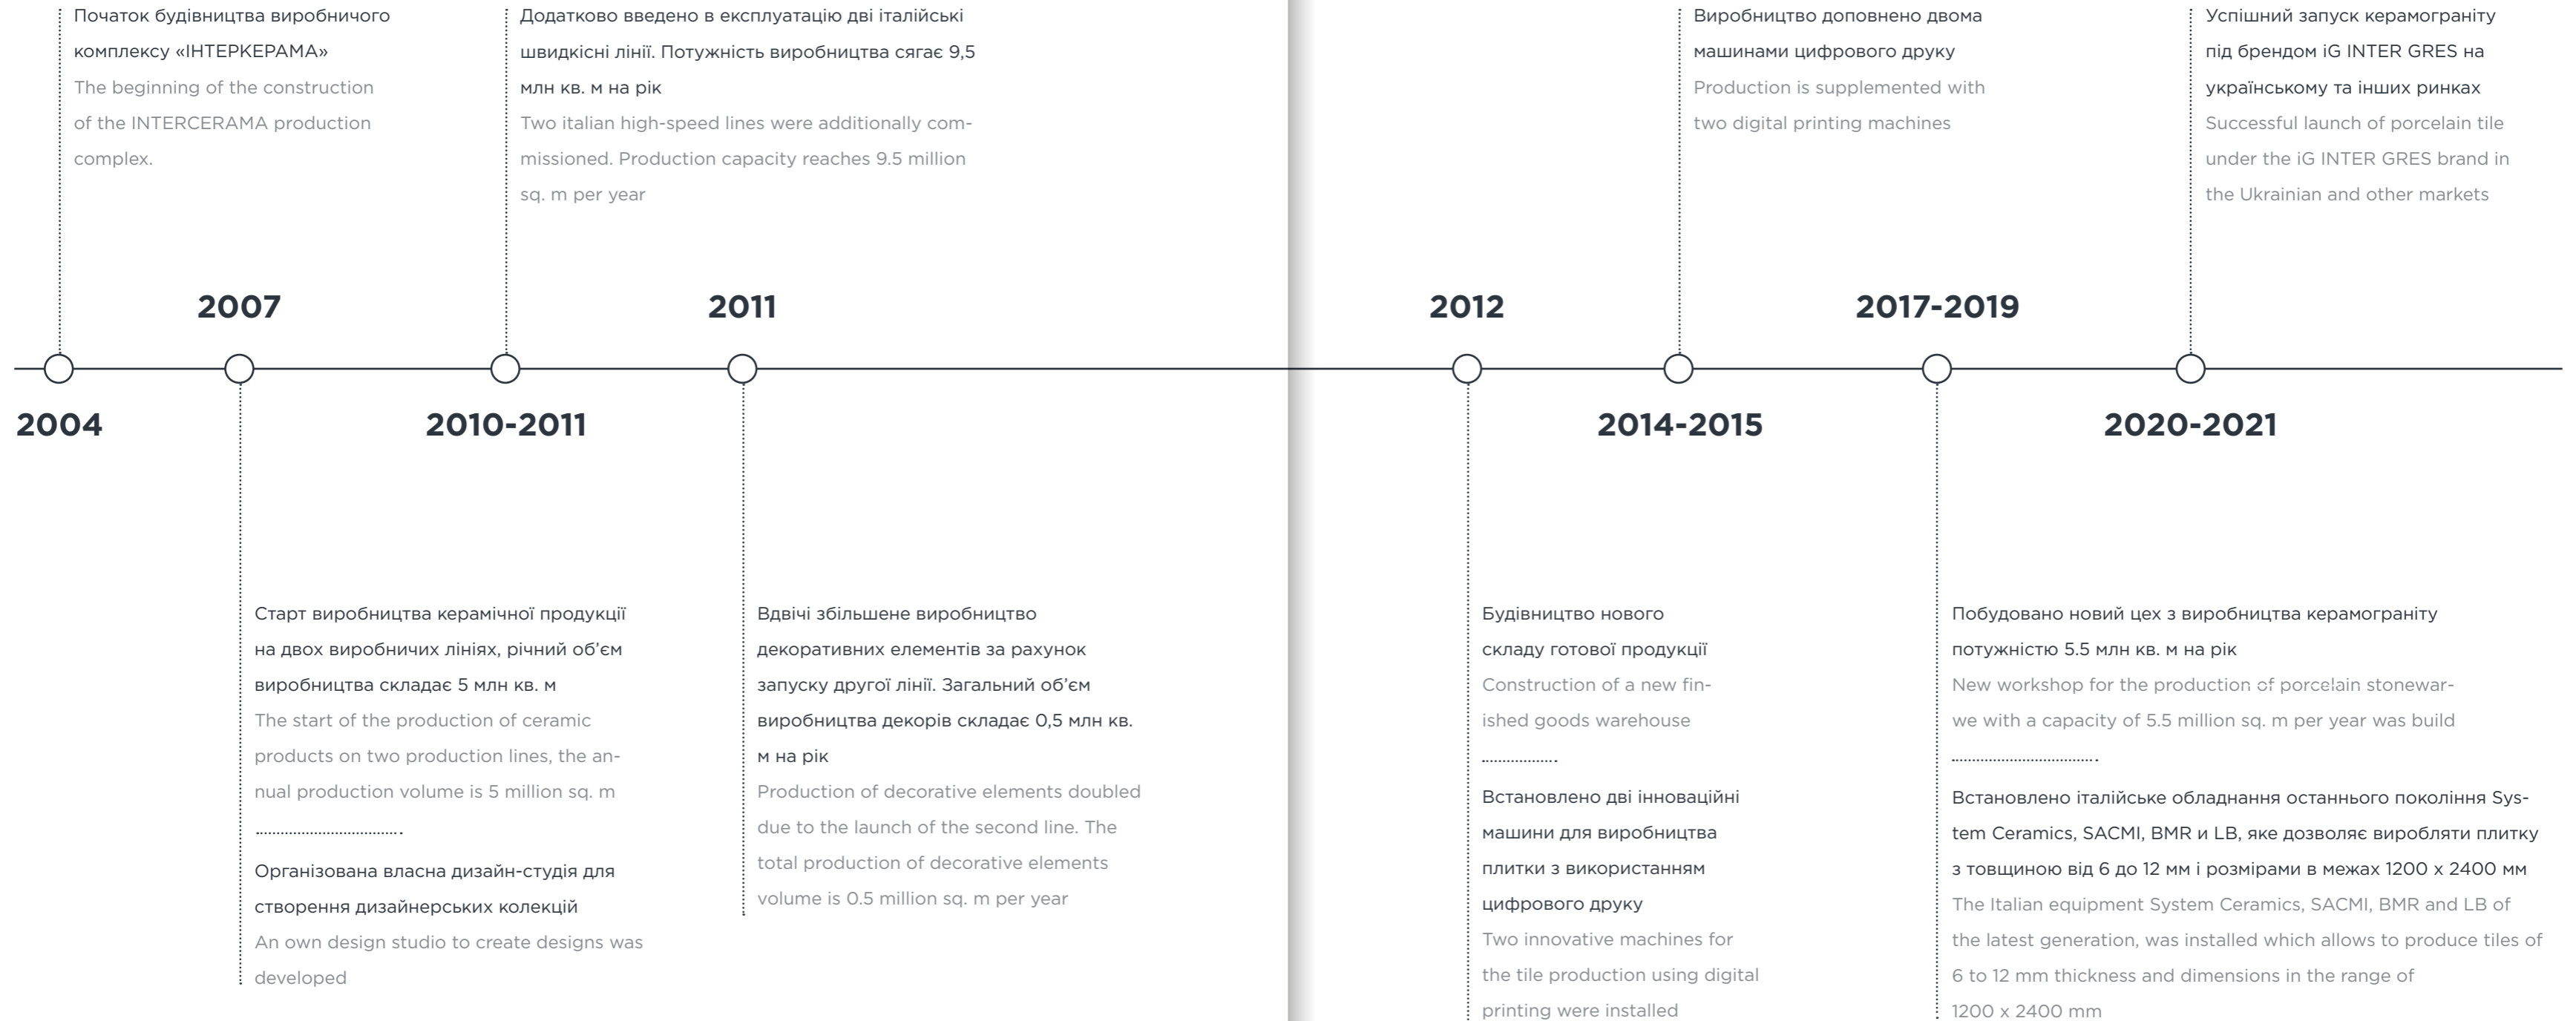 Початок будівництва виробничого
комплексу «ІНТЕРКЕРАМА»
The beginning of the construction
of the INTERCERAMA production
complex.
Додатково введено в експлуатацію дві італійські
швидкісні лінії. Потужність виробництва сягає 9,5
млн кв. м на рік
Two italian high-speed lines were additionally com-
missioned. Production capacity reaches 9.5 million
sq. m per year
Виробництво доповнено двома
машинами цифрового друку
Production is supplemented with
two digital printing machines
Успішний запуск керамограніту
під брендом iG INTER GRES на
українському та інших ринках
Successful launch of porcelain tile
under the iG INTER GRES brand in
the Ukrainian and other markets
2007
2011
2012
2017-2019
2004
2010-2011
2014-2015
2020-2021
Старт виробництва керамічної продукції
на двох виробничих лініях, річний об’єм
виробництва складає 5 млн кв. м
The start of the production of ceramic
products on two production lines, the an-
nual production volume is 5 million sq. m
Організована власна дизайн-студія для
створення дизайнерських колекцій
An own design studio to create designs was
developed
Вдвічі збільшене виробництво
декоративних елементів за рахунок
запуску другої лінії. Загальний об’єм
виробництва декорів складає 0,5 млн кв.
м на рік
Production of decorative elements doubled
due to the launch of the second line. The
total production of decorative elements
volume is 0.5 million sq. m per year
Будівництво нового
складу готової продукції
Construction of a new fin-
ished goods warehouse
Встановлено дві інноваційні
машини для виробництва
плитки з використанням
цифрового друку
Two innovative machines for
the tile production using digital
printing were installed
Побудовано новий цех з виробництва керамограніту
потужністю 5.5 млн кв. м на рік
New workshop for the production of porcelain stonewar-
we with a capacity of 5.5 million sq. m per year was build
Встановлено італійське обладнання останнього покоління Sys-
tem Ceramics, SACMI, BMR и LB, яке дозволяє виробляти плитку
з товщиною від 6 до 12 мм і розмірами в межах 1200 x 2400 мм
The Italian equipment System Ceramics, SACMI, BMR and LB of
the latest generation, was installed which allows to produce tiles of
6 to 12 mm thickness and dimensions in the range of
1200 x 2400 mm